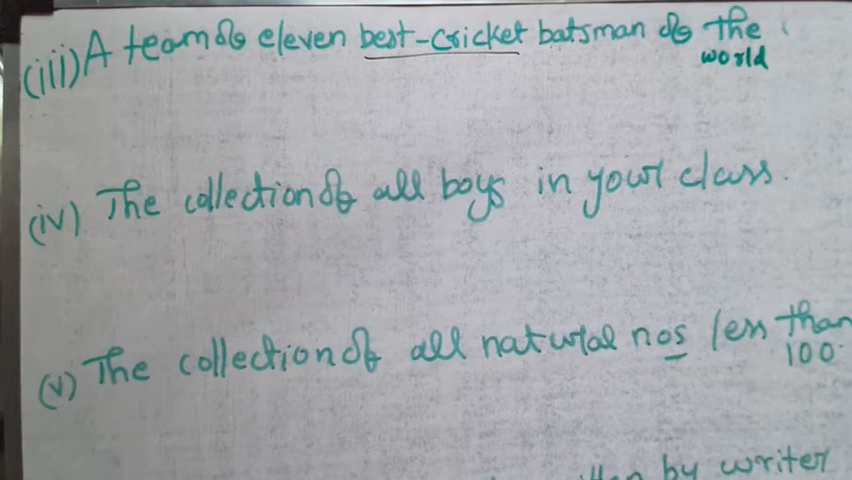 (iii) A team of eleven best-cricket batsman of the
world
(iv) The collection of all boys in your class.
(v) The collection of all natural nos less than
100.
by writer